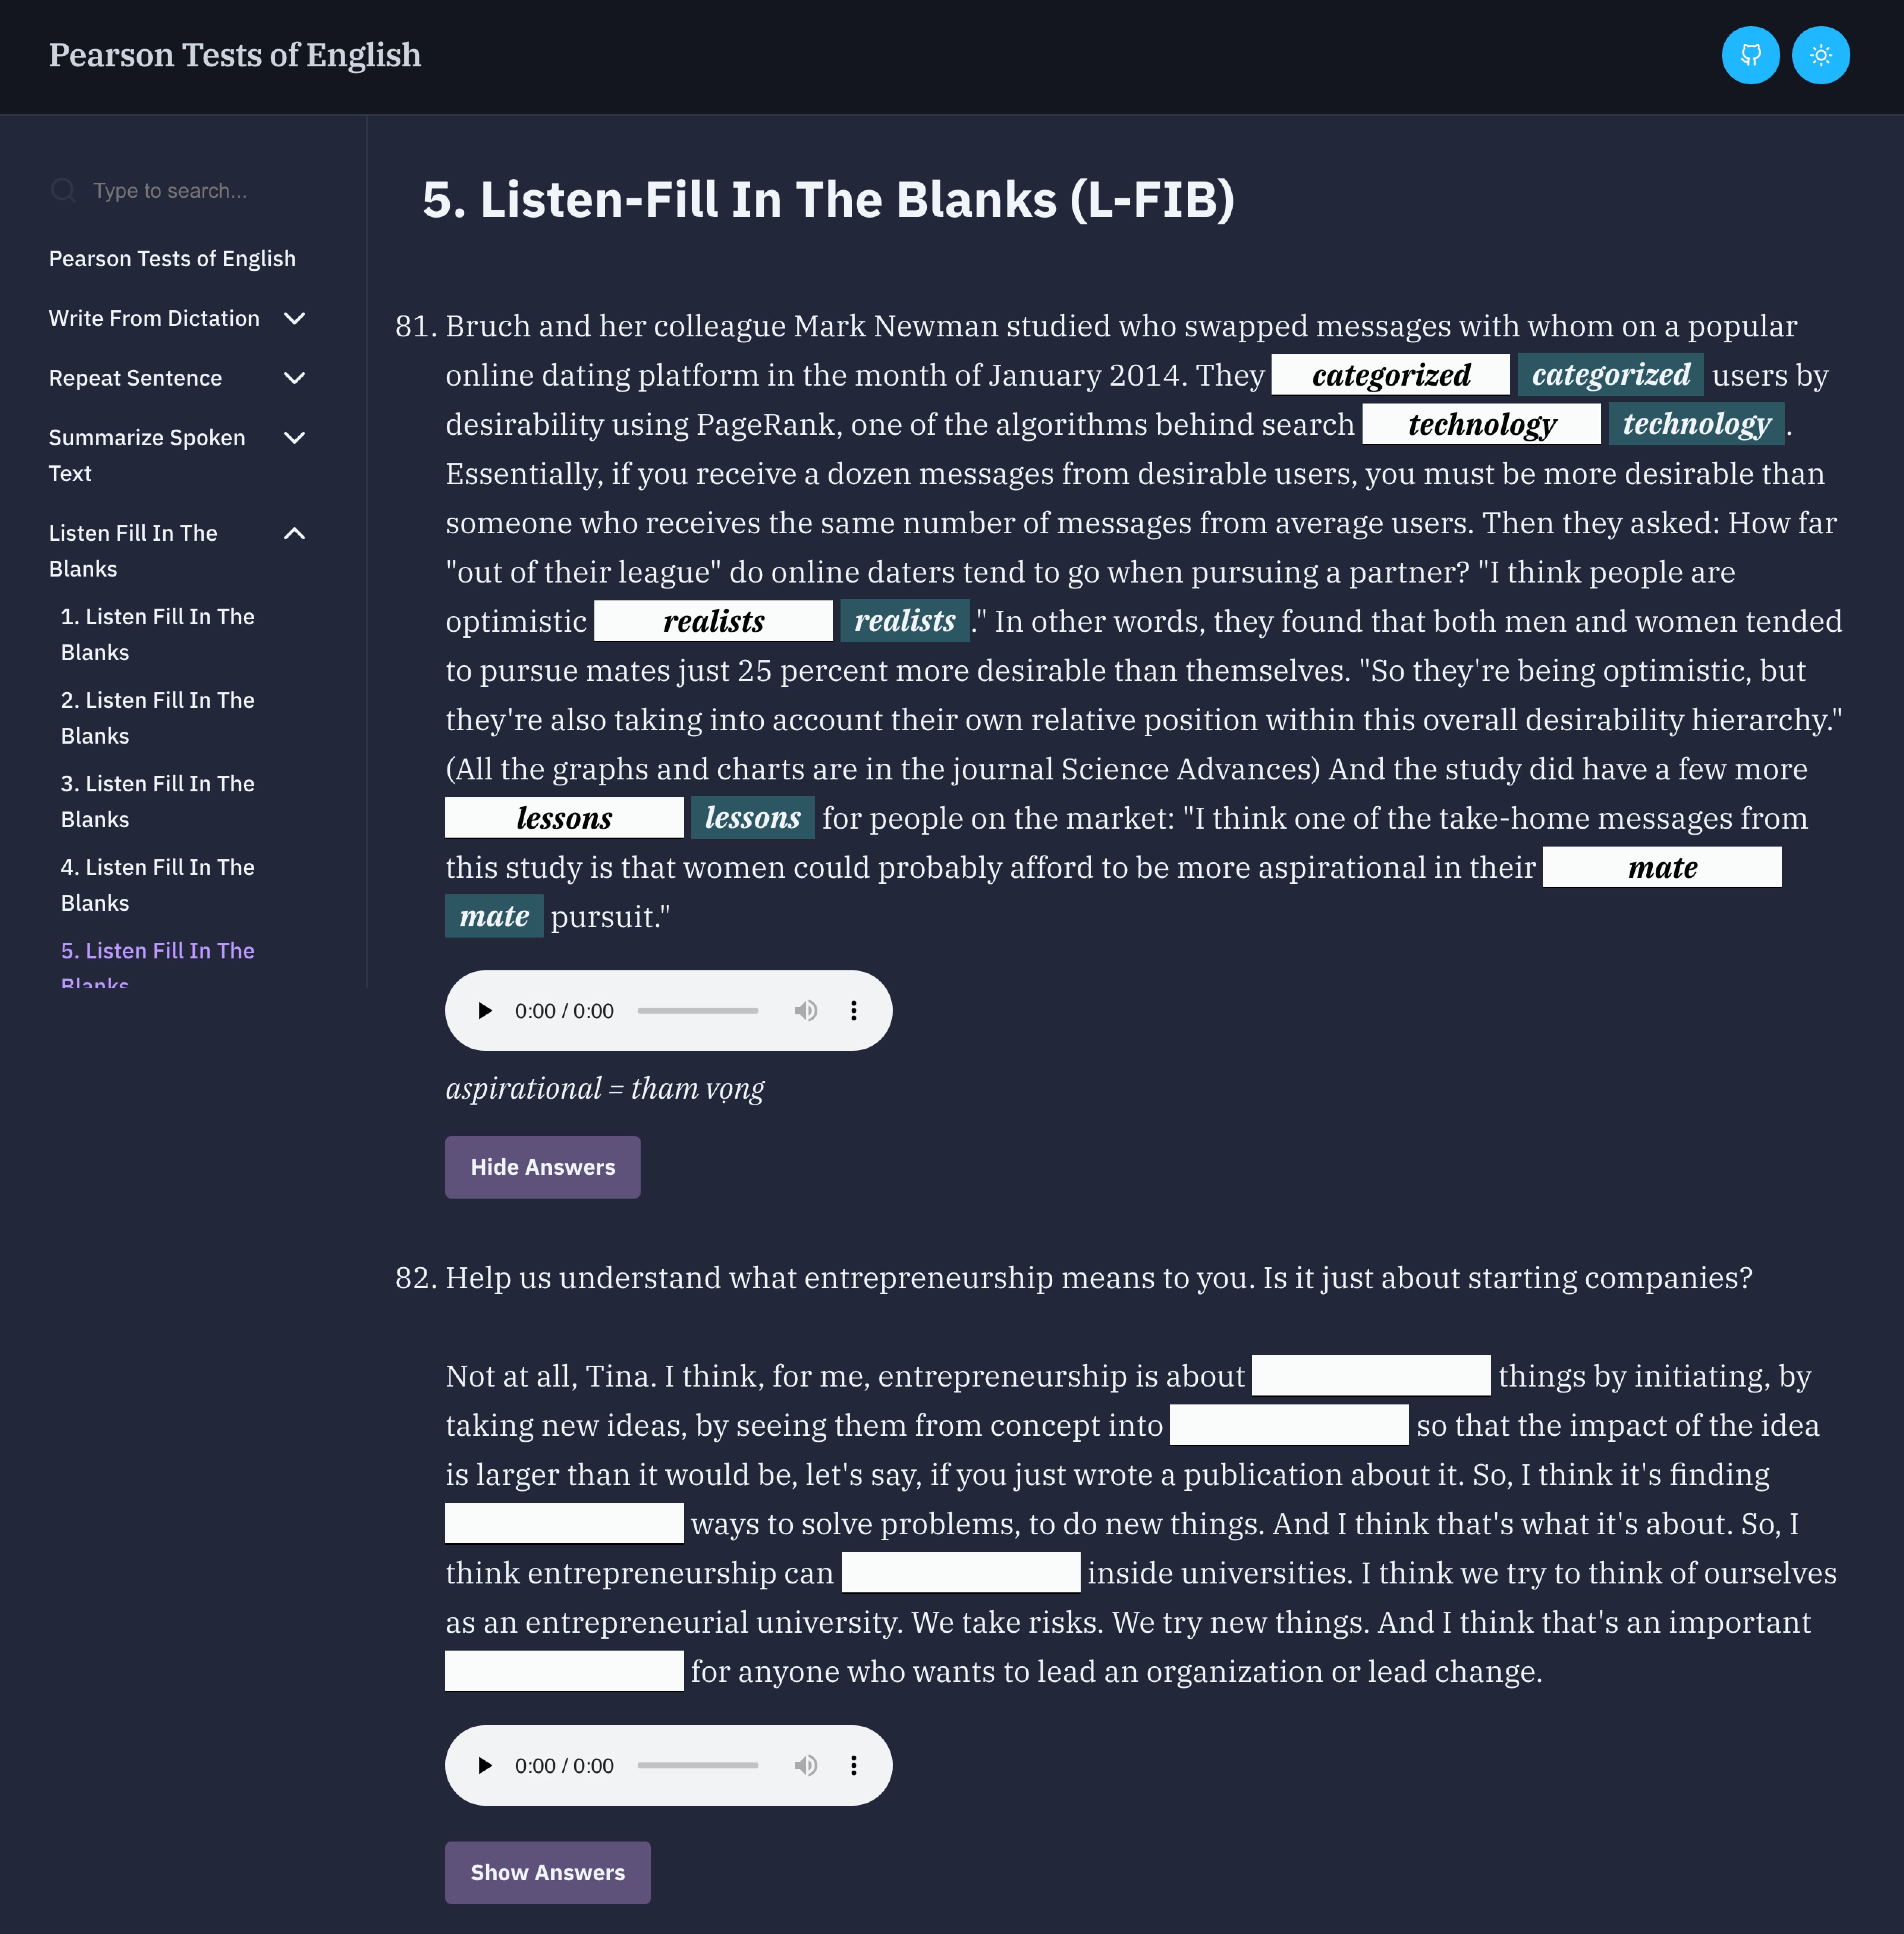 Pearson Tests of English
Type to search...
Pearson Tests of English
Write From Dictation
Repeat Sentence
Summarize Spoken
Text
Listen Fill In The
Blanks
1. Listen Fill In The
Blanks
2. Listen Fill In The
Blanks
3. Listen Fill In The
Blanks
4. Listen Fill In The
Blanks
5. Listen Fill In The
Blanks
5. Listen-Fill In The Blanks (L-FIB)
81. Bruch and her colleague Mark Newman studied who swapped messages with whom on a popular
online dating platform in the month of January 2014. They categorized categorized users by
desirability using PageRank, one of the algorithms behind search technology technology .
Essentially, if you receive a dozen messages from desirable users, you must be more desirable than
someone who receives the same number of messages from average users. Then they asked: How far
"out of their league" do online daters tend to go when pursuing a partner? "I think people are
optimistic realists realists ." In other words, they found that both men and women tended
to pursue mates just 25 percent more desirable than themselves. "So they're being optimistic, but
they're also taking into account their own relative position within this overall desirability hierarchy."
(All the graphs and charts are in the journal Science Advances) And the study did have a few more
lessons lessons for people on the market: "I think one of the take-home messages from
this study is that women could probably afford to be more aspirational in their mate
mate pursuit."
0:00 / 0:00
aspirational = tham vọng
Hide Answers
82. Help us understand what entrepreneurship means to you. Is it just about starting companies?
Not at all, Tina. I think, for me, entrepreneurship is about things by initiating, by
taking new ideas, by seeing them from concept into so that the impact of the idea
is larger than it would be, let's say, if you just wrote a publication about it. So, I think it's finding
ways to solve problems, to do new things. And I think that's what it's about. So, I
think entrepreneurship can inside universities. I think we try to think of ourselves
as an entrepreneurial university. We take risks. We try new things. And I think that's an important
for anyone who wants to lead an organization or lead change.
0:00 / 0:00
Show Answers